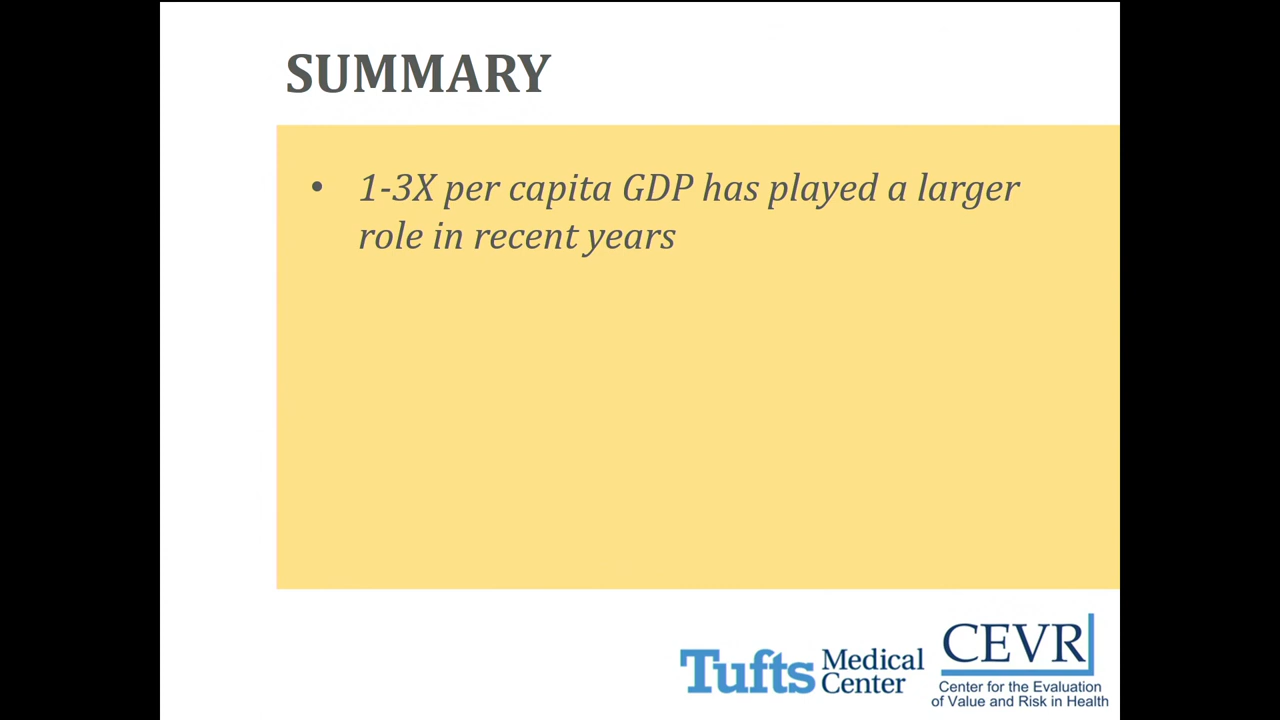 SUMMARY
• 1-3X per capita GDP has played a larger
role in recent years
Tufts Medical
Center
CEVR
Center for the Evaluation
of Value and Risk in Health